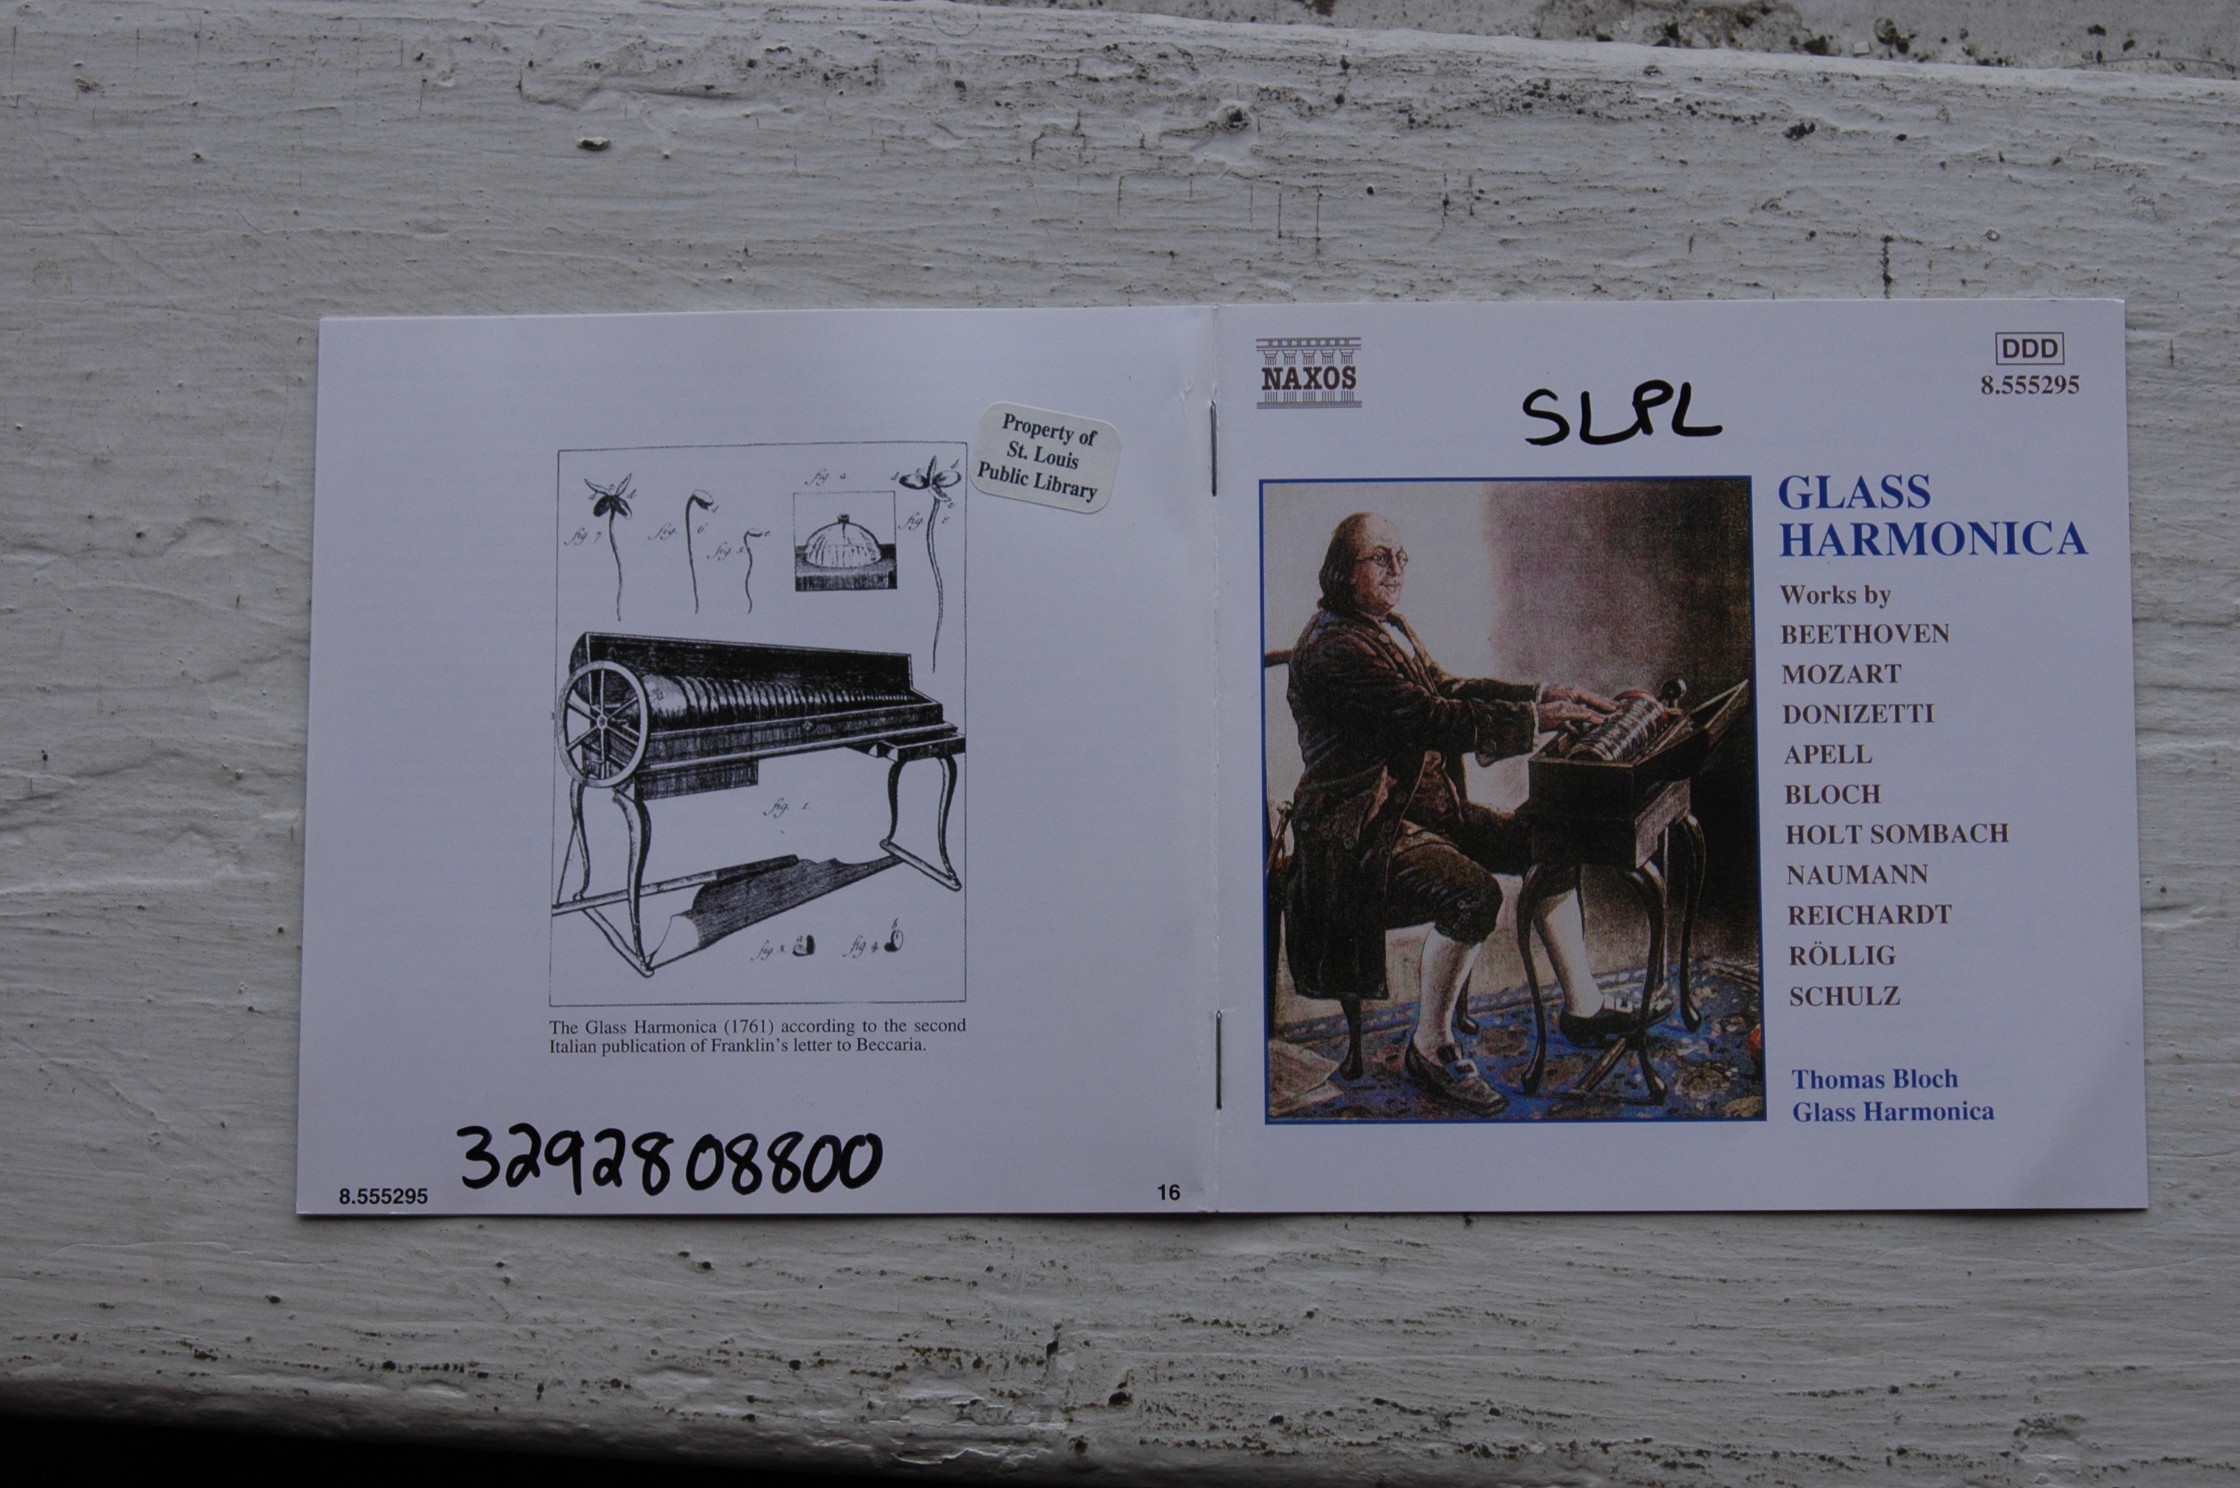 fig. 7
fig. 6
fig. 5
fig. 2.
fig. 8
Property of
St. Louis
Public Library
fig. 1.
fig. 3
fig. 4
The Glass Harmonica (1761) according to the second
Italian publication of Franklin's letter to Beccaria.
3292808800
8.555295
16
NAXOS
SLPL
DDD
8.555295
GLASS
HARMONICA
Works by
BEETHOVEN
MOZART
DONIZETTI
APELL
BLOCH
HOLT SOMBACH
NAUMANN
REICHARDT
RÖLLIG
SCHULZ
Thomas Bloch
Glass Harmonica